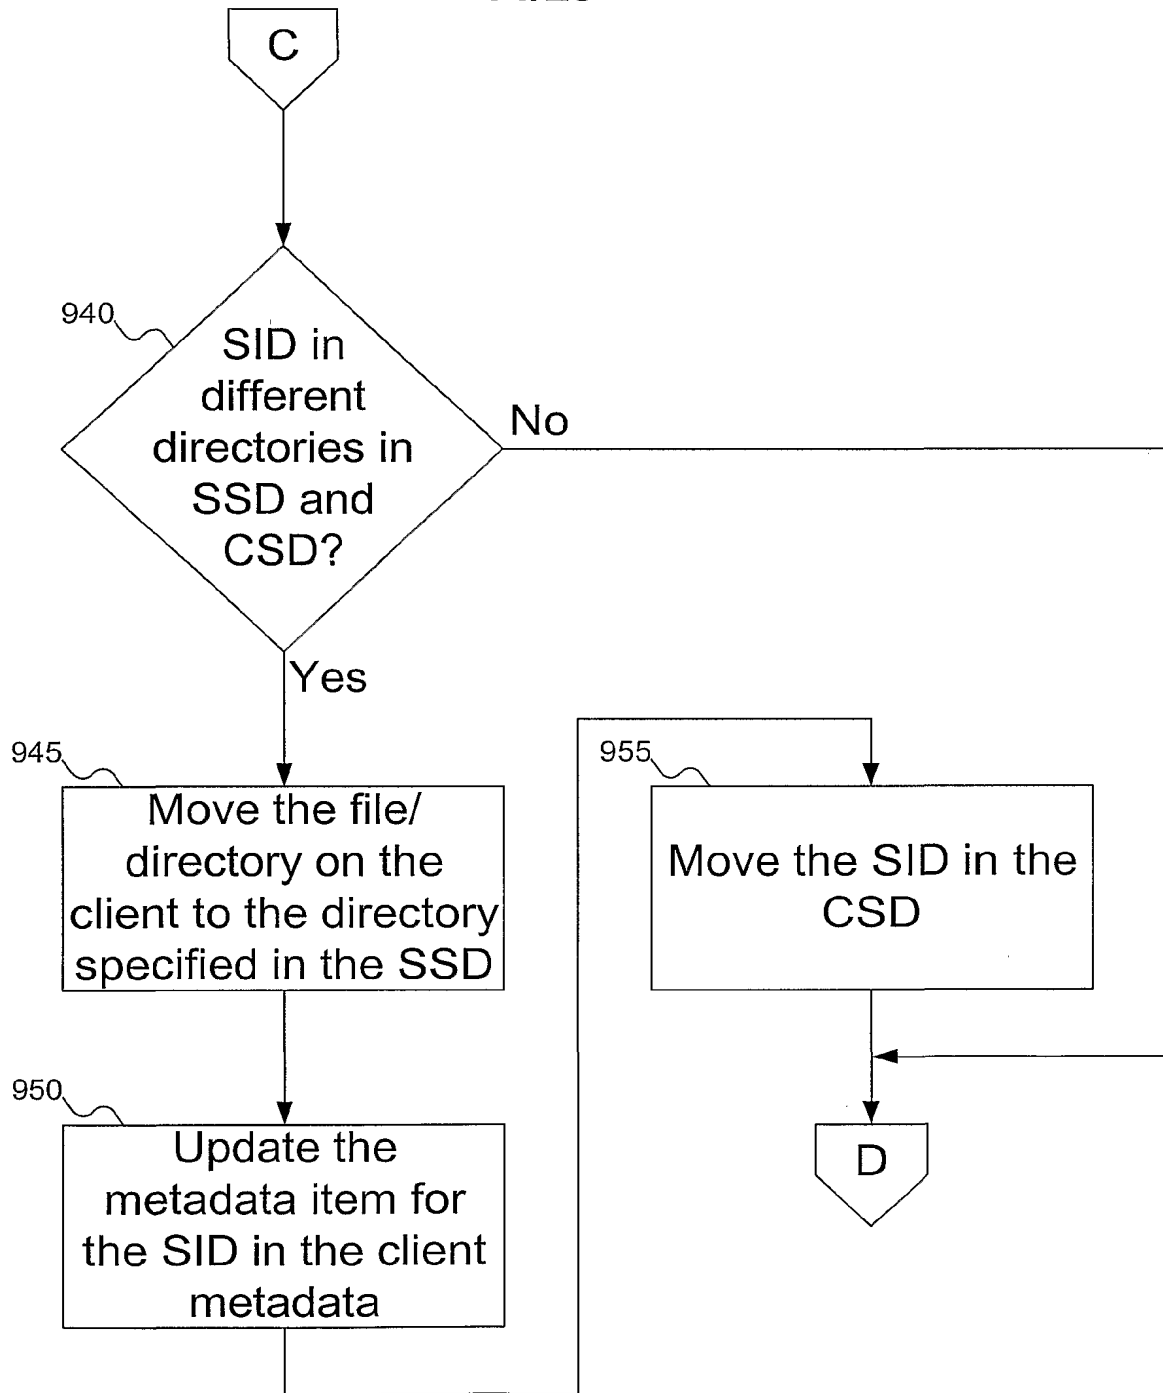 C
940
SID in
different
directories in
SSD and
CSD?
No
Yes
945
Move the file/
directory on the
client to the directory
specified in the SSD
955
Move the SID in the
CSD
950
Update the
metadata item for
the SID in the client
metadata
D